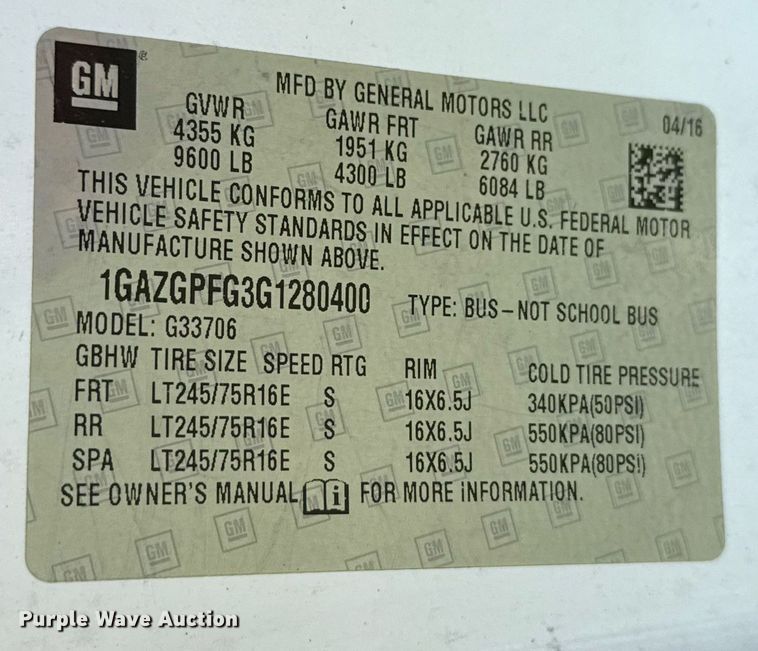 GM
MFD BY GENERAL MOTORS LLC
04/16
GVWR GAWR FRT GAWR RR
4355 KG 1951 KG 2760 KG
9600 LB 4300 LB 6084 LB
THIS VEHICLE CONFORMS TO ALL APPLICABLE U.S. FEDERAL MOTOR
VEHICLE SAFETY STANDARDS IN EFFECT ON THE DATE OF
MANUFACTURE SHOWN ABOVE.
1GAZGPFG3G1280400 TYPE: BUS-NOT SCHOOL BUS
MODEL: G33706
GBHW TIRE SIZE SPEED RTG RIM COLD TIRE PRESSURE
FRT LT245/75R16E S 16X6.5J 340KPA(50PSI)
RR LT245/75R16E S 16X6.5J 550KPA(80PSI)
SPA LT245/75R16E S 16X6.5J 550KPA(80PSI)
SEE OWNER'S MANUAL i FOR MORE INFORMATION.
Purple Wave Auction